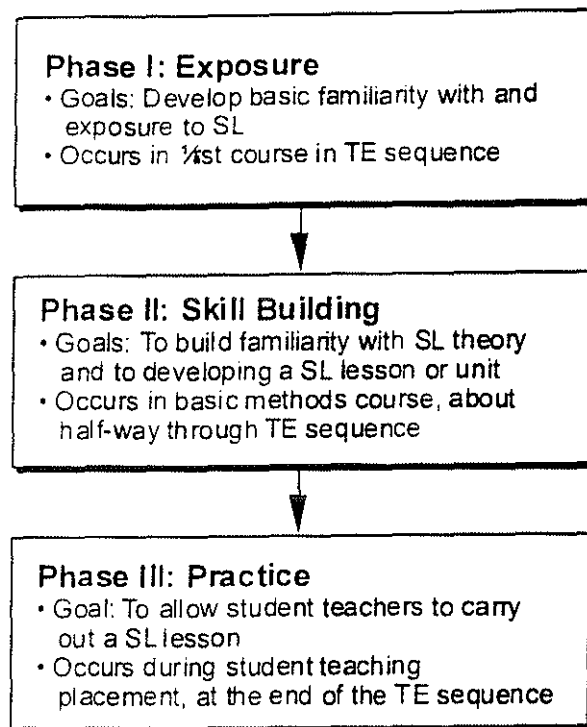 Phase I: Exposure
• Goals: Develop basic familiarity with and
exposure to SL
• Occurs in ⅟₁st course in TE sequence
Phase II: Skill Building
• Goals: To build familiarity with SL theory
and to developing a SL lesson or unit
• Occurs in basic methods course, about
half-way through TE sequence
Phase III: Practice
• Goal: To allow student teachers to carry
out a SL lesson
• Occurs during student teaching
placement, at the end of the TE sequence